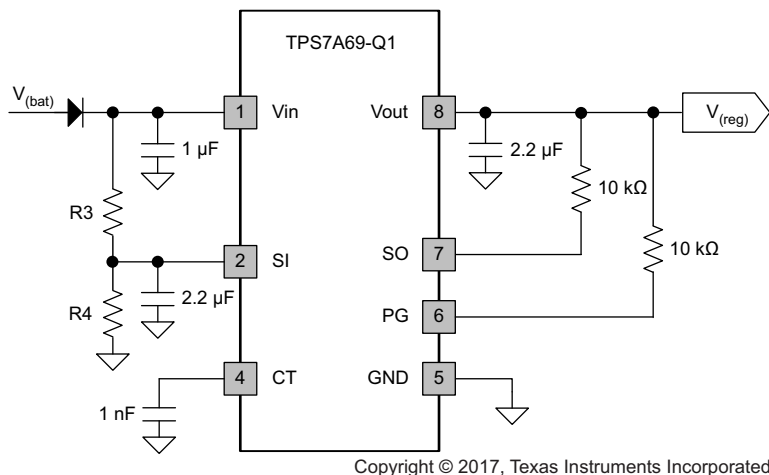 TPS7A69-Q1
V(bat)
1 Vin
Vout 8
V(reg)
1 µF
2.2 µF
10 kΩ
R3
10 kΩ
2 SI
SO 7
2.2 µF
R4
PG 6
4 CT
GND 5
1 nF
Copyright © 2017, Texas Instruments Incorporated